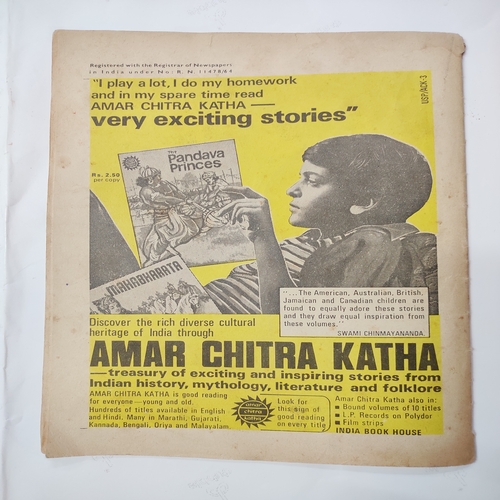 Registered with the Registrar of Newspapers
in India under No: R. N. 11478/64
USP/ACK-3
"I play a lot, I do my homework
and in my spare time read
AMAR CHITRA KATHA —
very exciting stories"
Rs. 2.50
per copy
The
Pandava
Princes
MAHABHARATA
"...The American, Australian, British,
Jamaican and Canadian children are
found to equally adore these stories
and they draw equal inspiration from
these volumes."
SWAMI CHINMAYANANDA.
Discover the rich diverse cultural
heritage of India through
AMAR CHITRA KATHA
—treasury of exciting and inspiring stories from
Indian history, mythology, literature and folklore
AMAR CHITRA KATHA is good reading
for everyone—young and old.
Hundreds of titles available in English
and Hindi. Many in Marathi, Gujarati,
Kannada, Bengali, Oriya and Malayalam.
amar
chitra
katha
Look for
this sign of
good reading
on every title
Amar Chitra Katha also in:
■ Bound volumes of 10 titles
■ L.P. Records on Polydor
■ Film strips
INDIA BOOK HOUSE